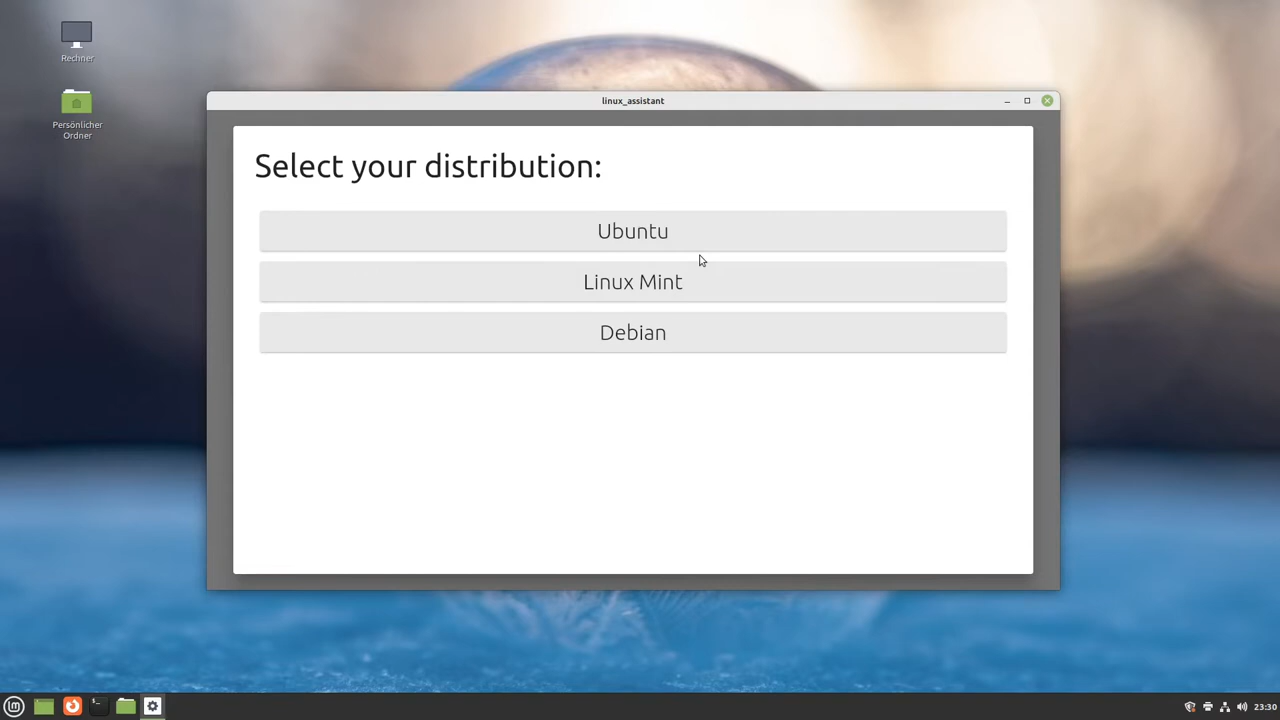 Rechner
Persönlicher
Ordner
linux_assistant
Select your distribution:
Ubuntu
Linux Mint
Debian
23:30